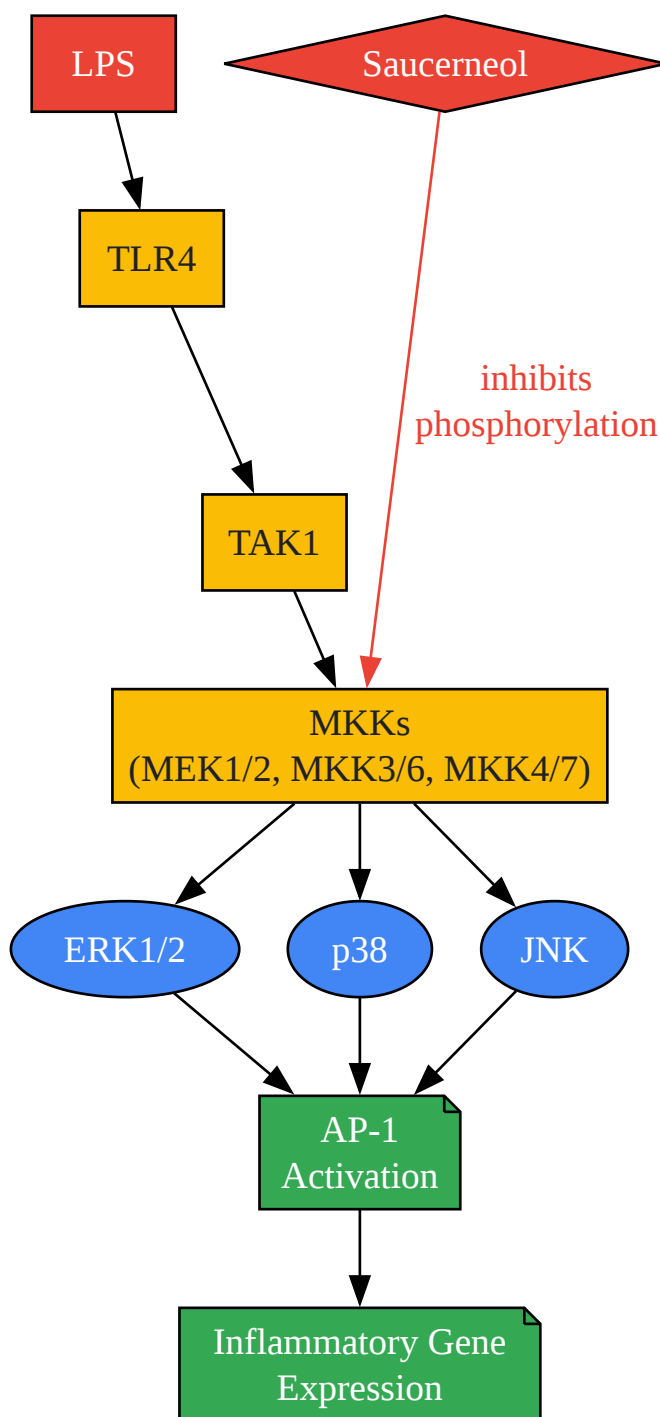 LPS
Saucerneol
TLR4
inhibits
phosphorylation
TAK1
MKKs
(MEK1/2, MKK3/6, MKK4/7)
ERK1/2
p38
JNK
AP-1
Activation
Inflammatory Gene
Expression